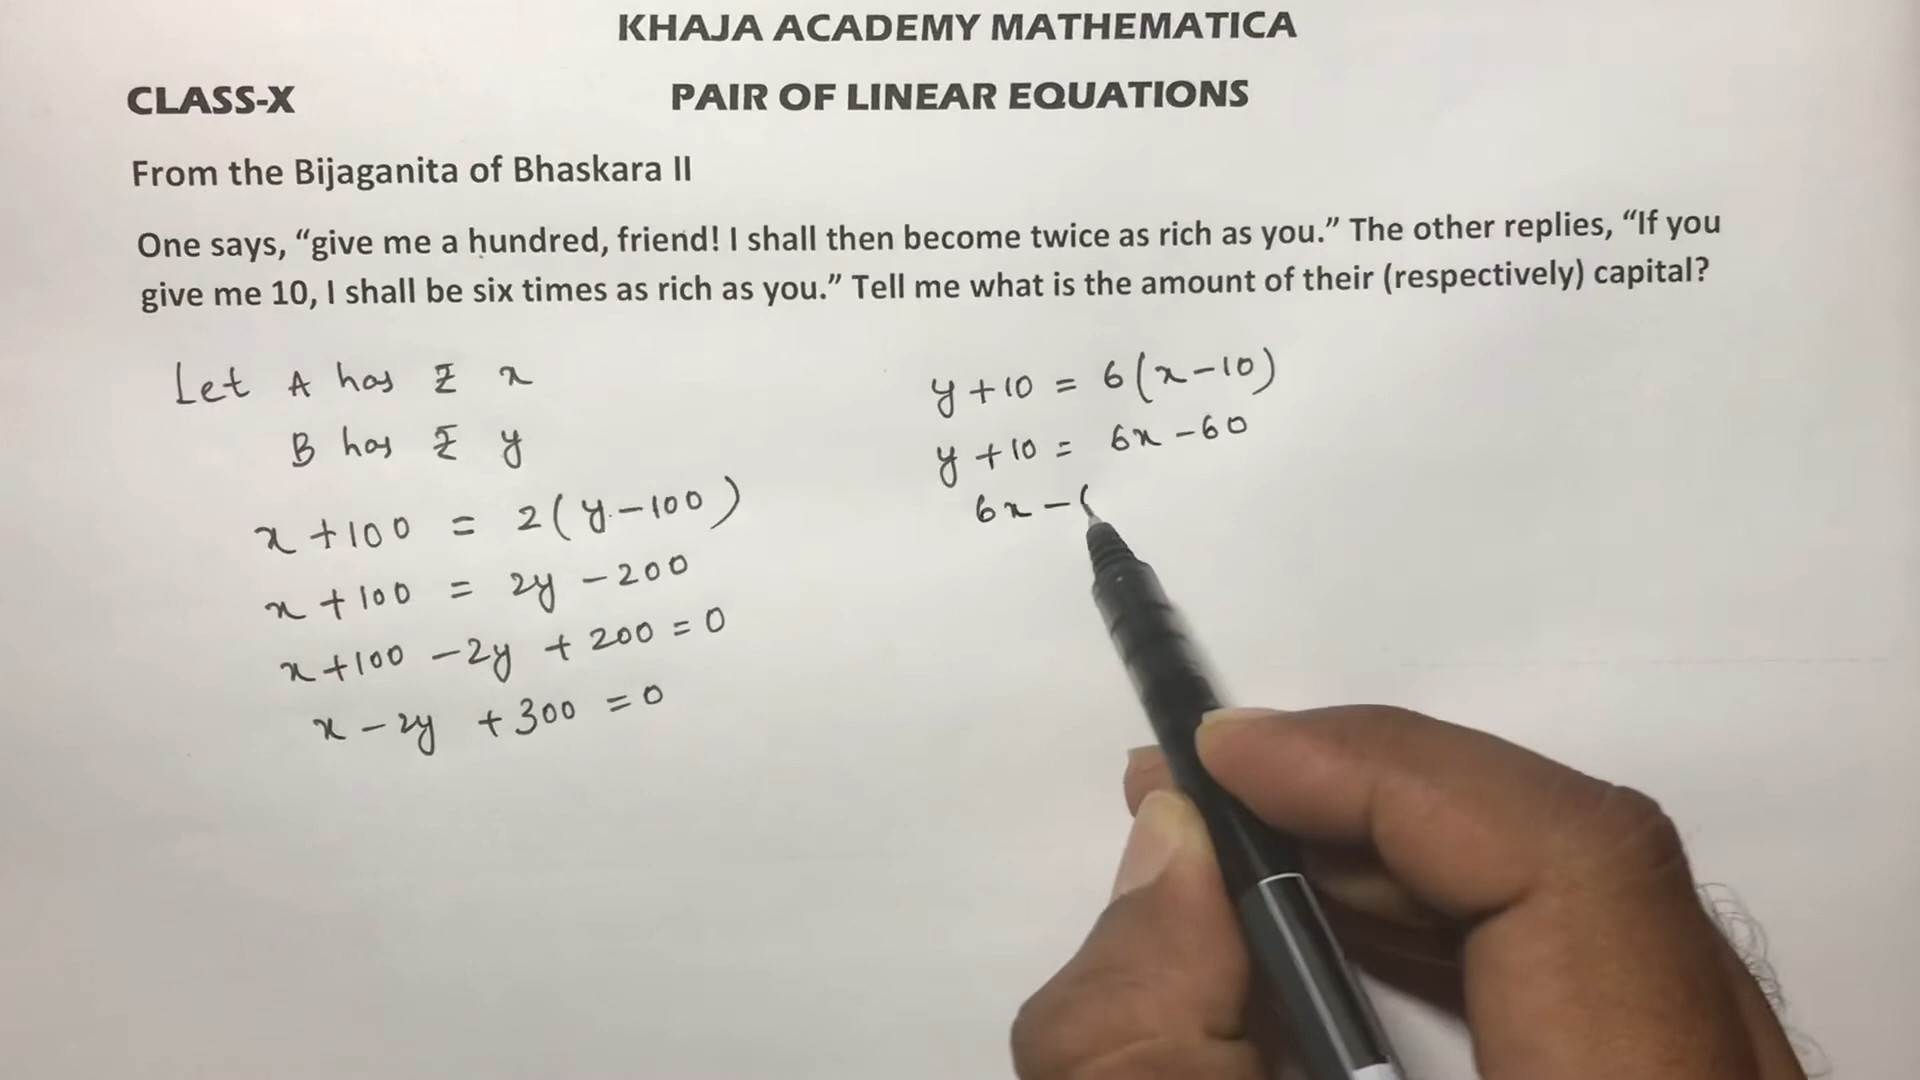 KHAJA ACADEMY MATHEMATICA
CLASS-X
PAIR OF LINEAR EQUATIONS
From the Bijaganita of Bhaskara II
One says, “give me a hundred, friend! I shall then become twice as rich as you.” The other replies, “If you
give me 10, I shall be six times as rich as you.” Tell me what is the amount of their (respectively) capital?
Let A has ₹ x
B has ₹ y
x + 100 = 2(y - 100)
x + 100 = 2y - 200
x + 100 - 2y + 200 = 0
x - 2y + 300 = 0
y + 10 = 6(x - 10)
y + 10 = 6x - 60
6x -